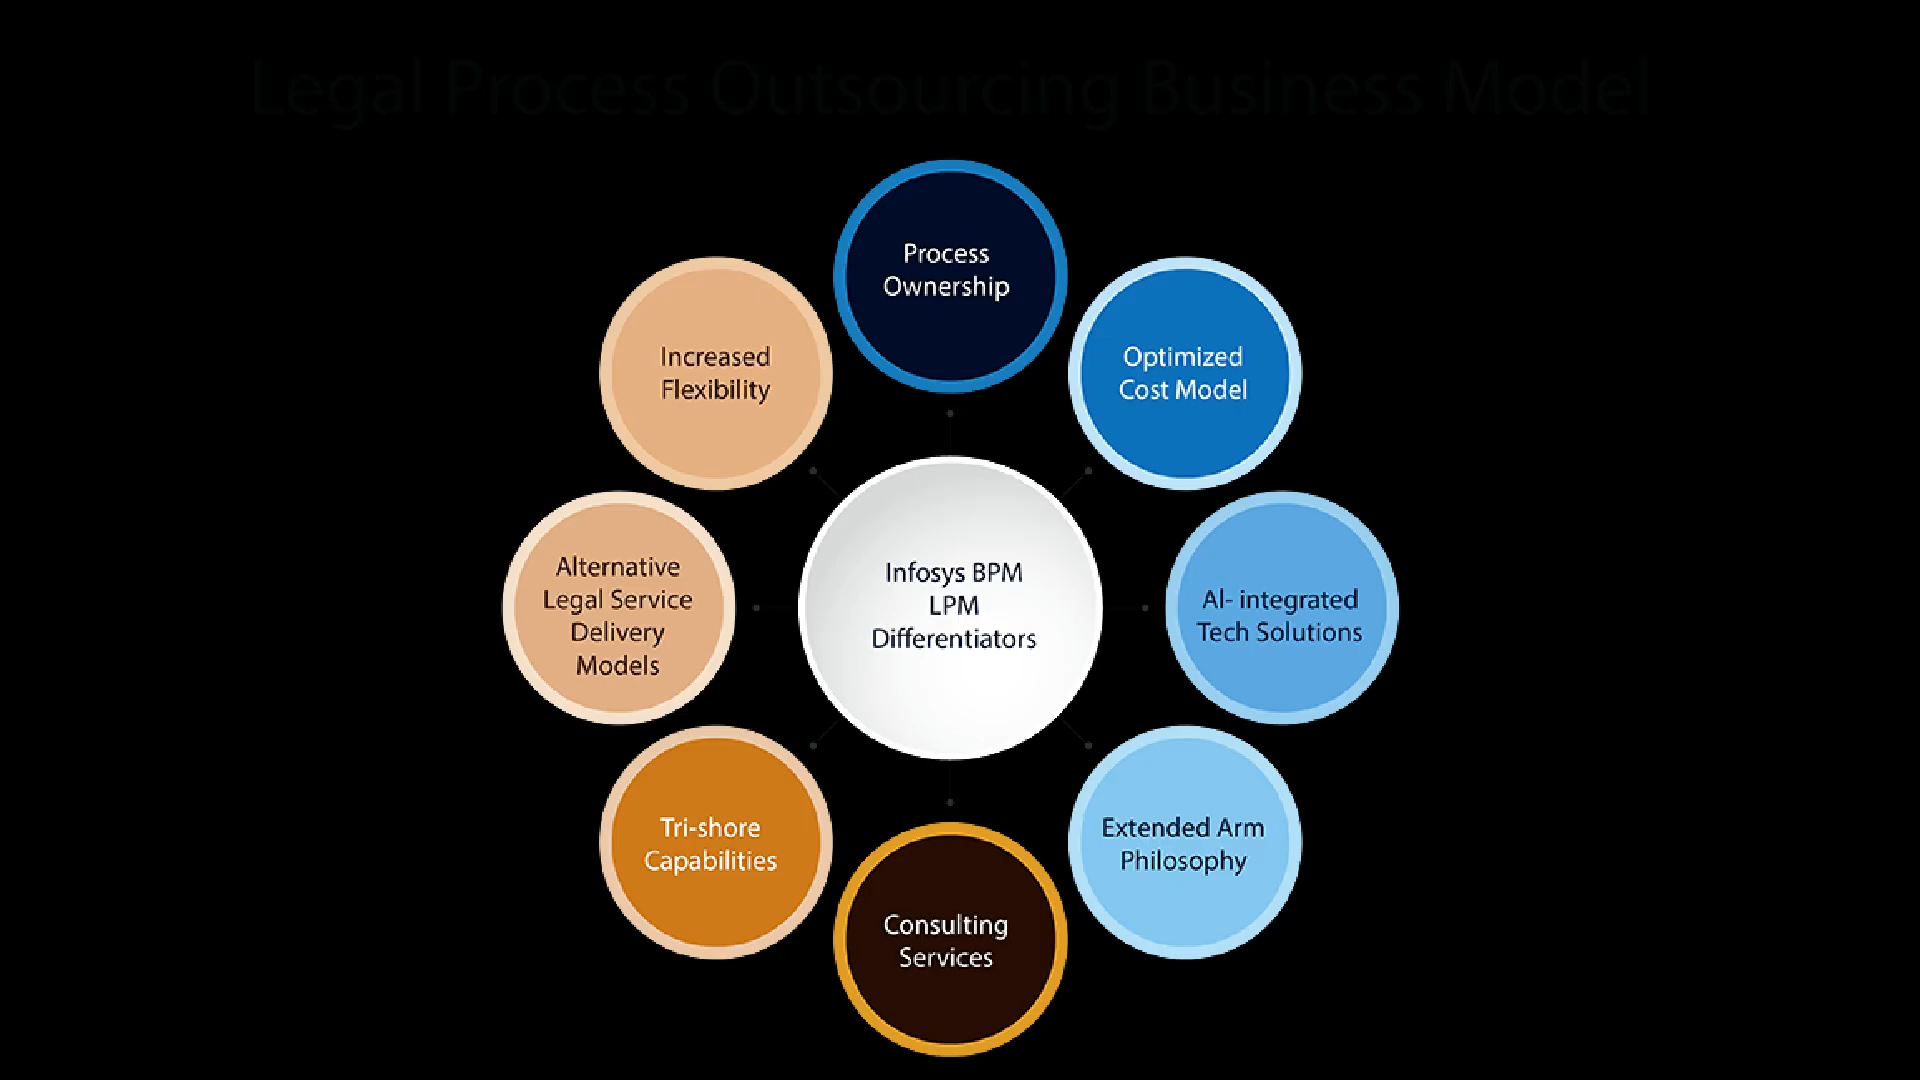 Legal Process Outsourcing Business Model
Process
Ownership
Optimized
Cost Model
AI- integrated
Tech Solutions
Extended Arm
Philosophy
Consulting
Services
Tri-shore
Capabilities
Alternative
Legal Service
Delivery
Models
Increased
Flexibility
Infosys BPM
LPM
Differentiators